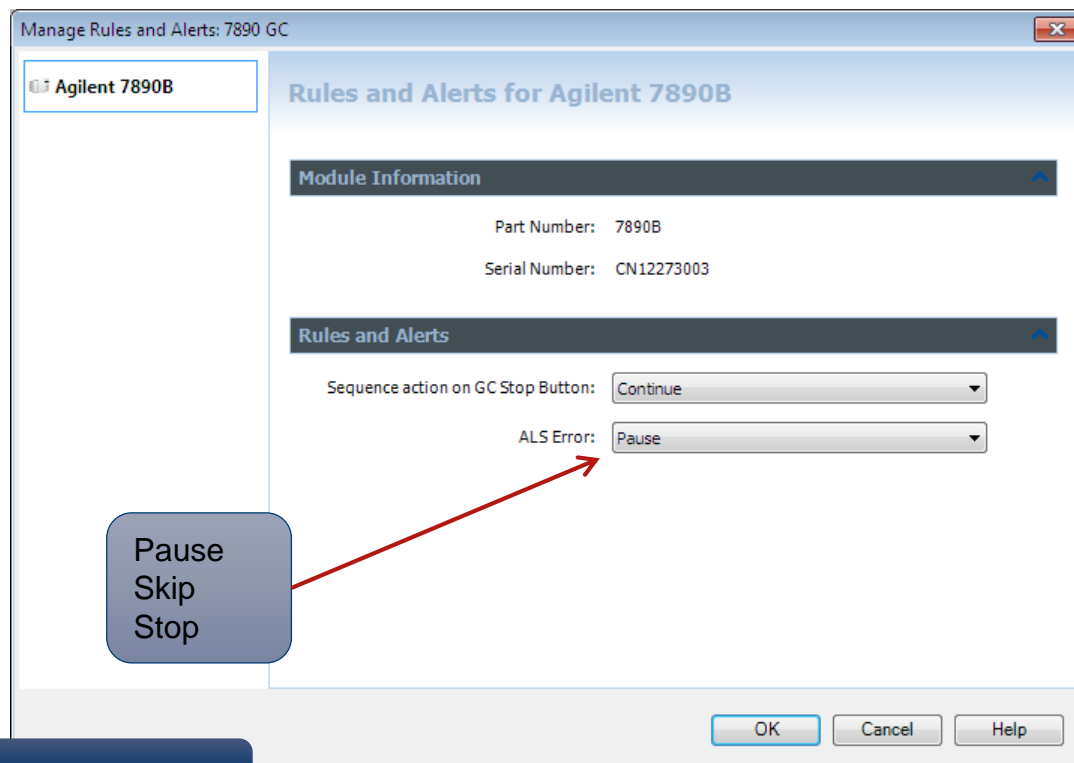 Manage Rules and Alerts: 7890 GC
Agilent 7890B
Rules and Alerts for Agilent 7890B
Module Information
Part Number: 7890B
Serial Number: CN12273003
Rules and Alerts
Sequence action on GC Stop Button: Continue
ALS Error: Pause
Pause
Skip
Stop
OK Cancel Help